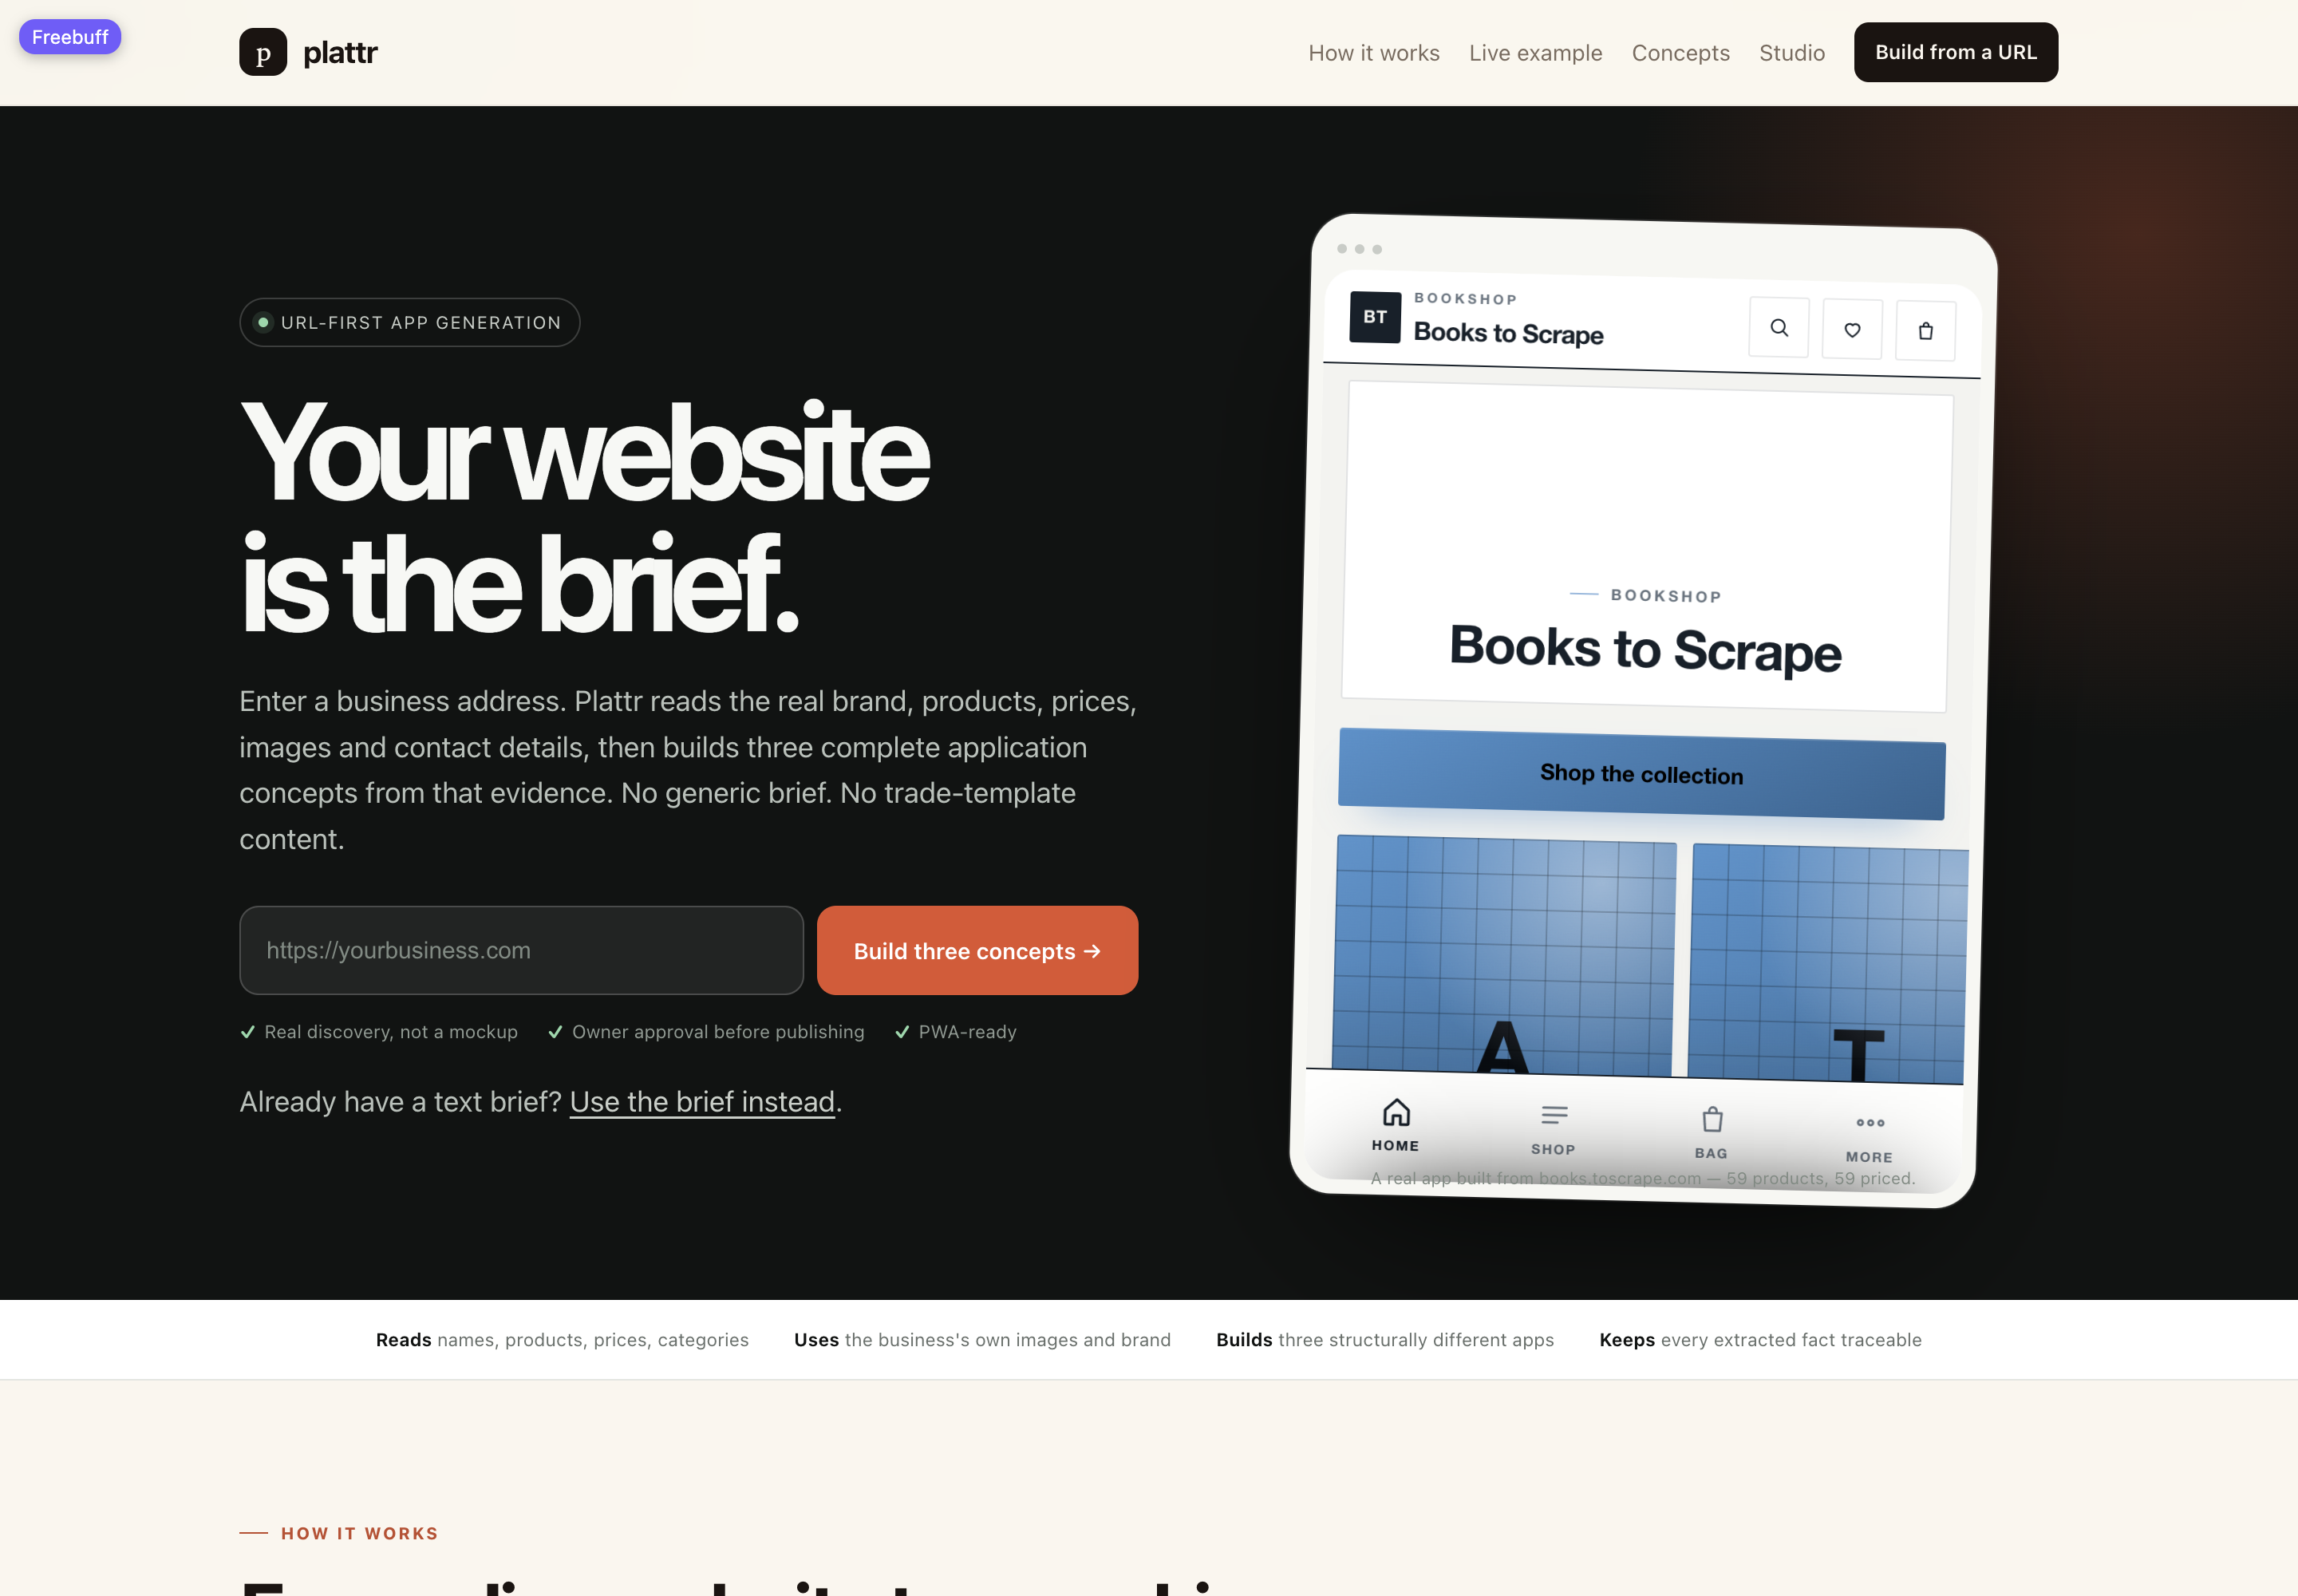 Freebuff
p plattr
How it works Live example Concepts Studio Build from a URL
URL-FIRST APP GENERATION
Your website
is the brief.
Enter a business address. Plattr reads the real brand, products, prices,
images and contact details, then builds three complete application
concepts from that evidence. No generic brief. No trade-template
content.
https://yourbusiness.com
Build three concepts →
Real discovery, not a mockup Owner approval before publishing PWA-ready
Already have a text brief? Use the brief instead.
BT
BOOKSHOP
Books to Scrape
BOOKSHOP
Books to Scrape
Shop the collection
A T
HOME SHOP BAG MORE
A real app built from books.toscrape.com — 59 products, 59 priced.
Reads names, products, prices, categories Uses the business's own images and brand Builds three structurally different apps Keeps every extracted fact traceable
HOW IT WORKS